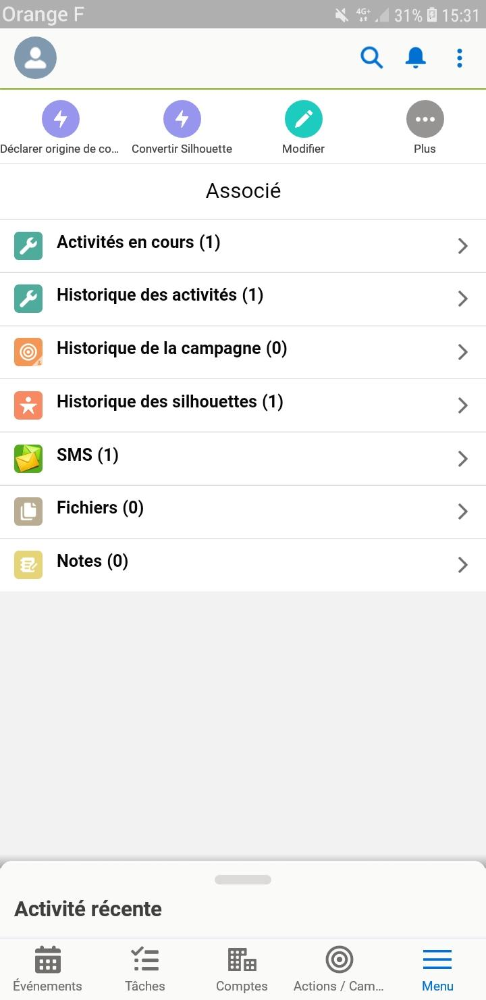 Orange F 4G+ 31% 15:31
Déclarer origine de co... Convertir Silhouette Modifier Plus
Associé
Activités en cours (1)
Historique des activités (1)
Historique de la campagne (0)
Historique des silhouettes (1)
SMS (1)
Fichiers (0)
Notes (0)
Activité récente
Événements Tâches Comptes Actions / Cam... Menu